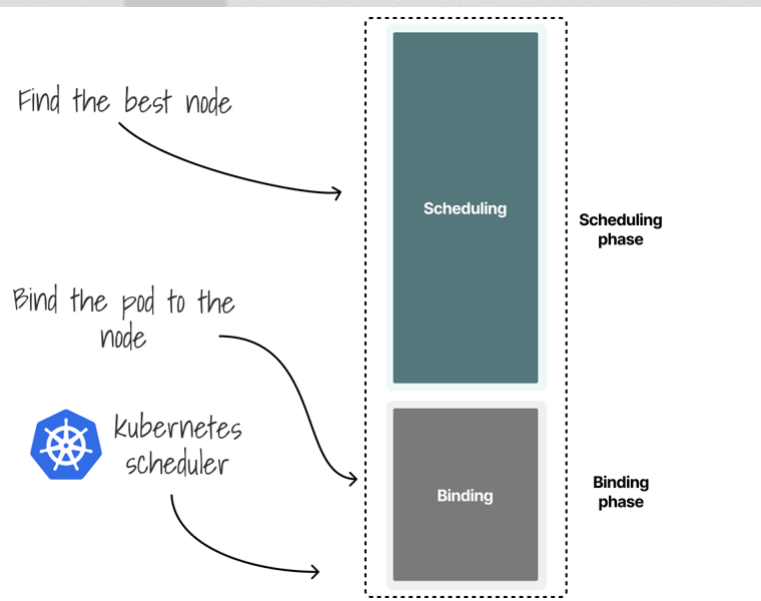 Find the best node
Scheduling
Scheduling
phase
Bind the pod to the
node
kubernetes
scheduler
Binding
Binding
phase